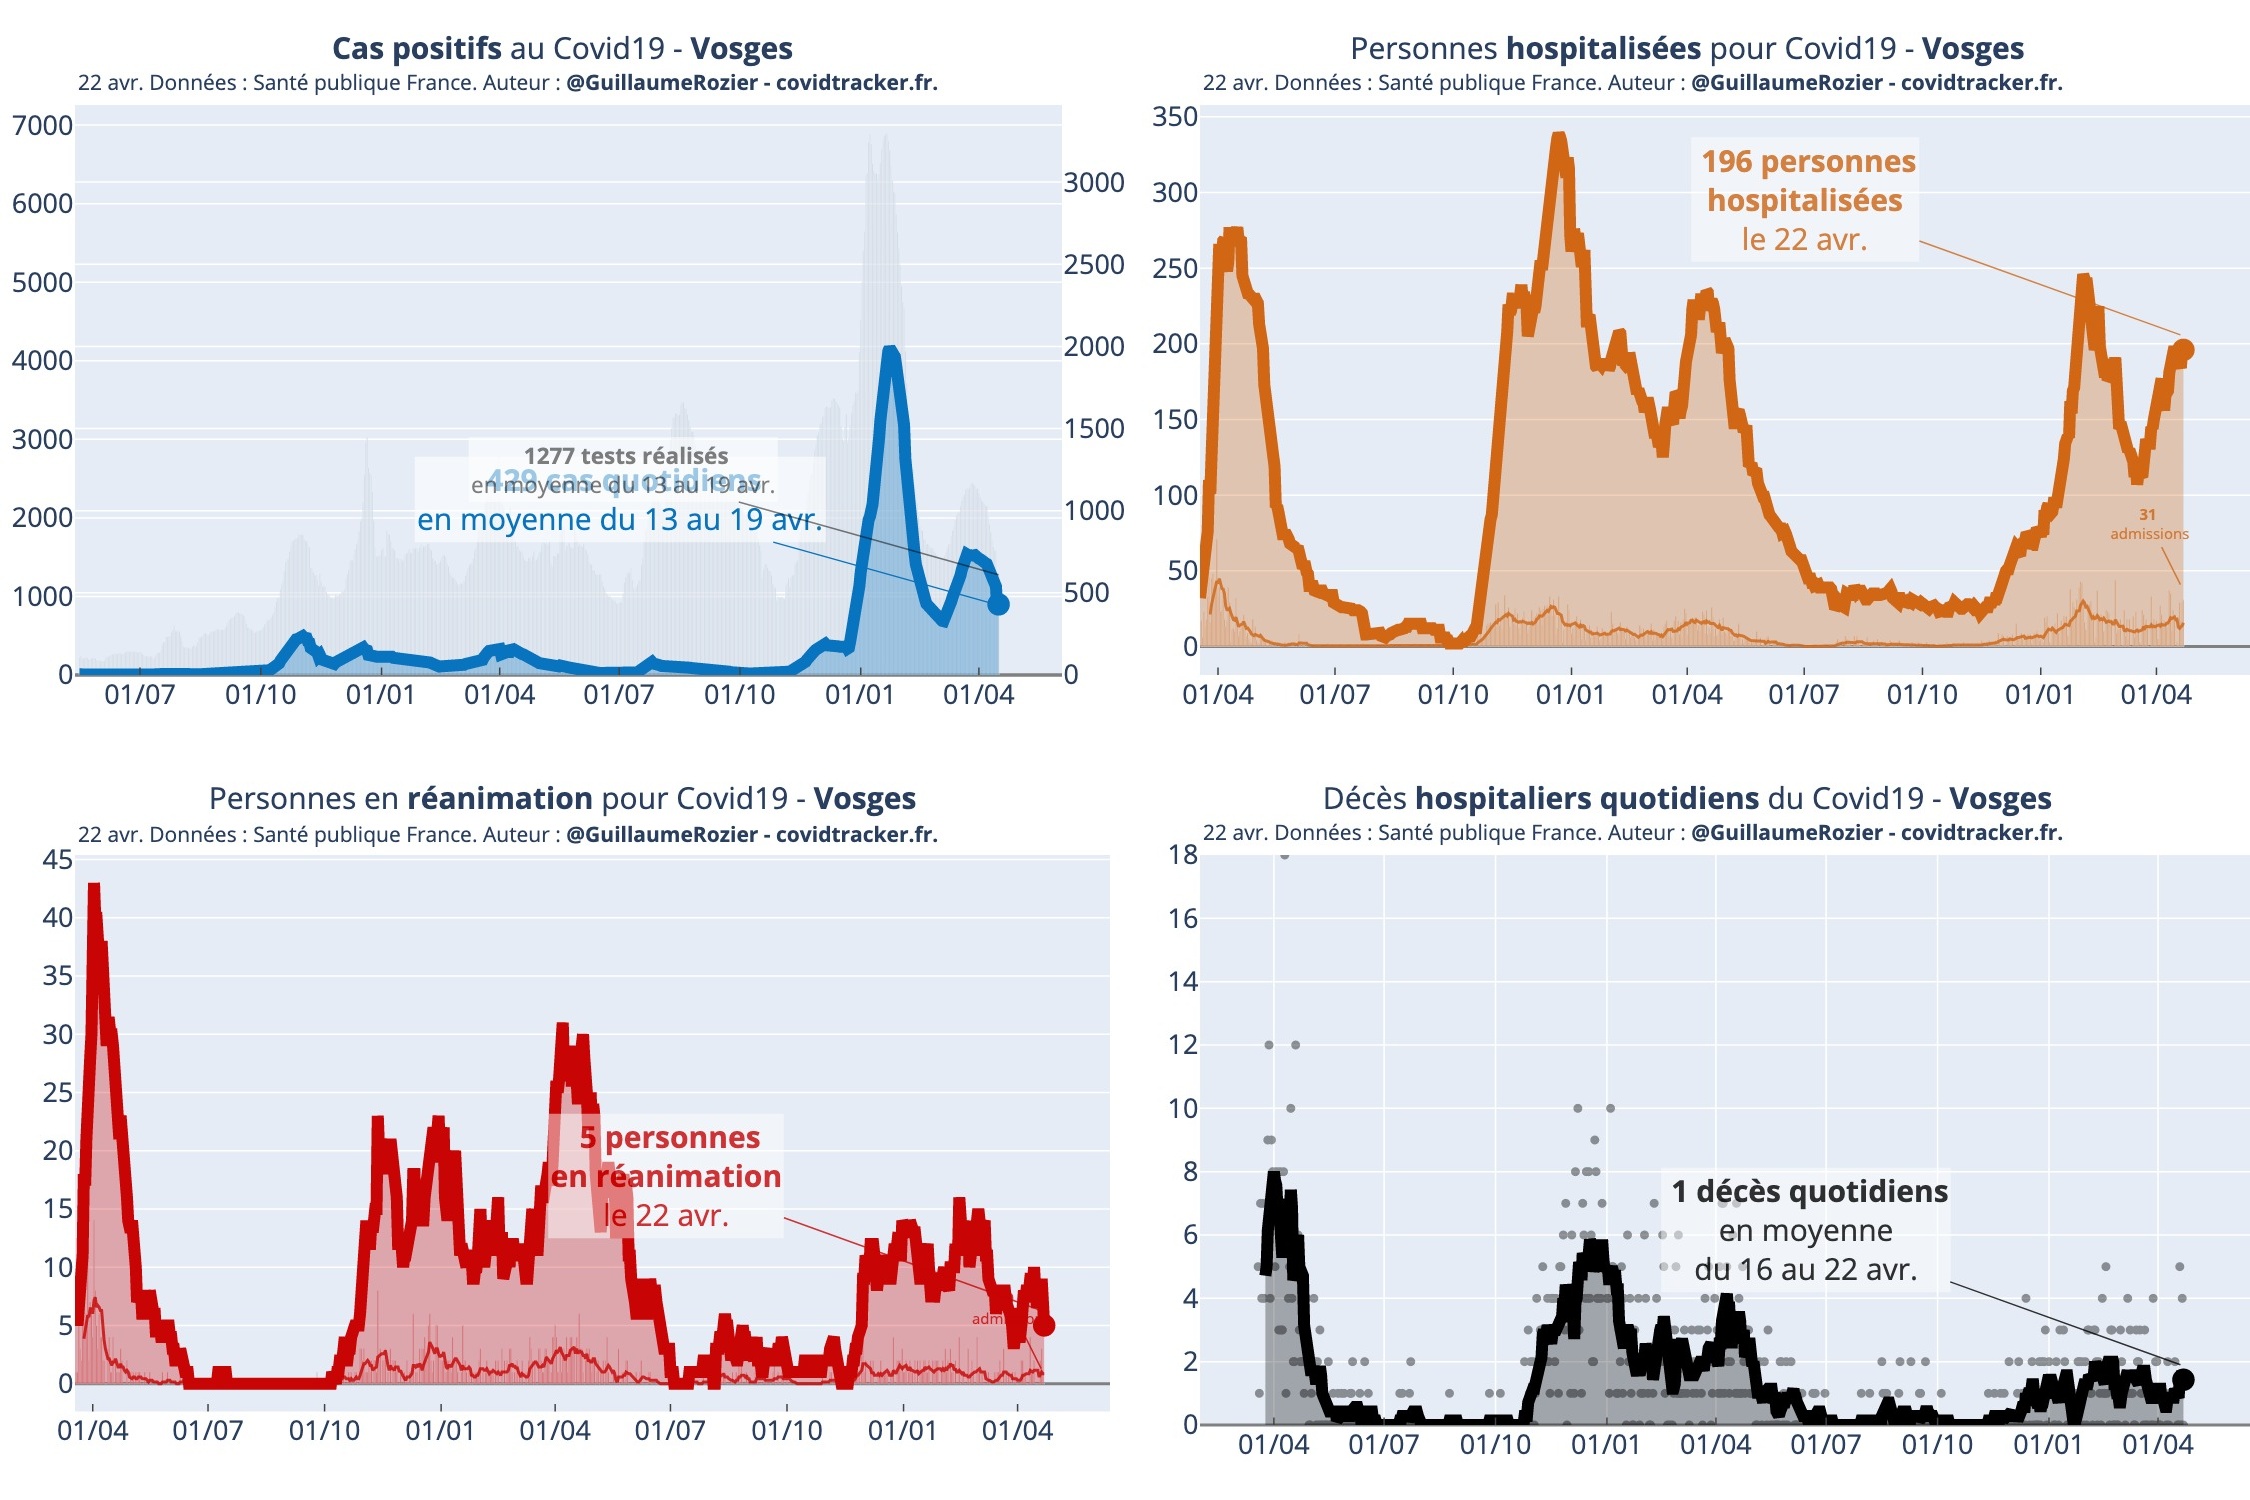 Cas positifs au Covid19 - Vosges
22 avr. Données : Santé publique France. Auteur : @GuillaumeRozier - covidtracker.fr.
7000
6000
5000
4000
3000
2000
1000
0
3000
2500
2000
1500
1000
500
0
1277 tests réalisés
en moyenne du 13 au 19 avr.
429 cas quotidiens
en moyenne du 13 au 19 avr.
01/07 01/10 01/01 01/04 01/07 01/10 01/01 01/04
Personnes hospitalisées pour Covid19 - Vosges
22 avr. Données : Santé publique France. Auteur : @GuillaumeRozier - covidtracker.fr.
350
300
250
200
150
100
50
0
196 personnes
hospitalisées
le 22 avr.
31
admissions
01/04 01/07 01/10 01/01 01/04 01/07 01/10 01/01 01/04
Personnes en réanimation pour Covid19 - Vosges
22 avr. Données : Santé publique France. Auteur : @GuillaumeRozier - covidtracker.fr.
45
40
35
30
25
20
15
10
5
0
5 personnes
en réanimation
le 22 avr.
01/04 01/07 01/10 01/01 01/04 01/07 01/10 01/01 01/04
Décès hospitaliers quotidiens du Covid19 - Vosges
22 avr. Données : Santé publique France. Auteur : @GuillaumeRozier - covidtracker.fr.
18
16
14
12
10
8
6
4
2
0
1 décès quotidiens
en moyenne
du 16 au 22 avr.
01/04 01/07 01/10 01/01 01/04 01/07 01/10 01/01 01/04